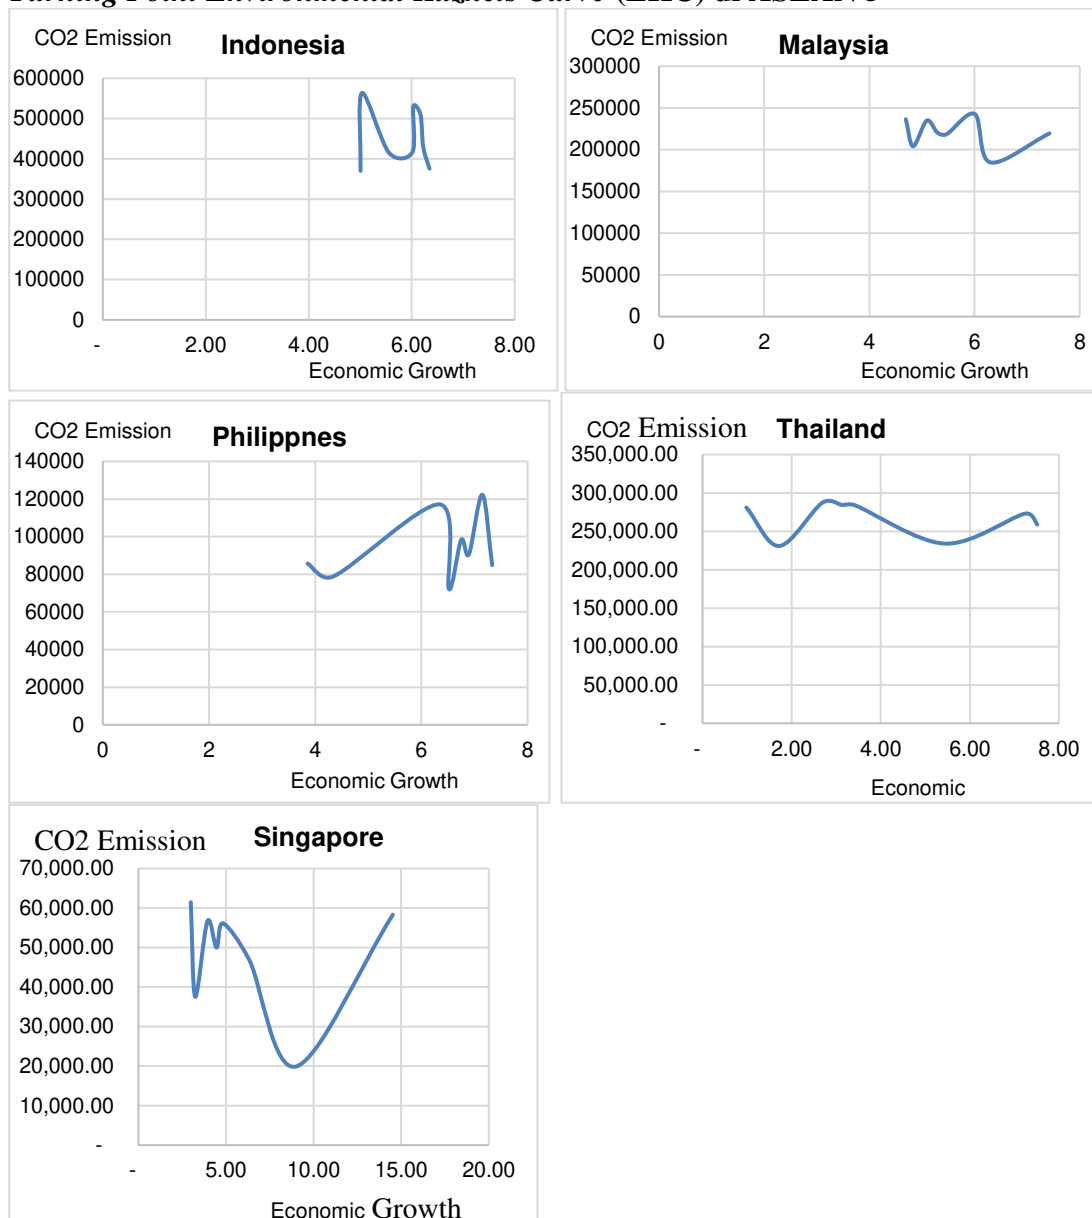 Turning Point Environmental Kuznets Curve (EKC) di ASEAN 5
CO2 Emission
Indonesia
600000
500000
400000
300000
200000
100000
0
- 2.00 4.00 6.00 8.00
Economic Growth
CO2 Emission
Malaysia
300000
250000
200000
150000
100000
50000
0
0 2 4 6 8
Economic Growth
CO2 Emission
Philippnes
140000
120000
100000
80000
60000
40000
20000
0
0 2 4 6 8
Economic Growth
CO2 Emission
Thailand
350,000.00
300,000.00
250,000.00
200,000.00
150,000.00
100,000.00
50,000.00
-
- 2.00 4.00 6.00 8.00
Economic
CO2 Emission
Singapore
70,000.00
60,000.00
50,000.00
40,000.00
30,000.00
20,000.00
10,000.00
-
- 5.00 10.00 15.00 20.00
Economic Growth